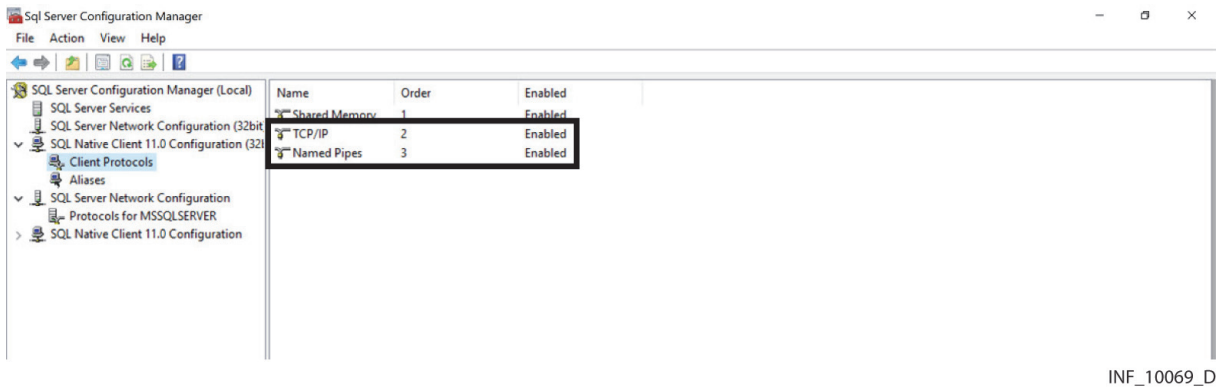 Sql Server Configuration Manager
File Action View Help
SQL Server Configuration Manager (Local)
SQL Server Services
SQL Server Network Configuration (32bit
SQL Native Client 11.0 Configuration (32
Client Protocols
Aliases
SQL Server Network Configuration
Protocols for MSSQLSERVER
SQL Native Client 11.0 Configuration
Name Order Enabled
Shared Memory 1 Enabled
TCP/IP 2 Enabled
Named Pipes 3 Enabled
INF_10069_D